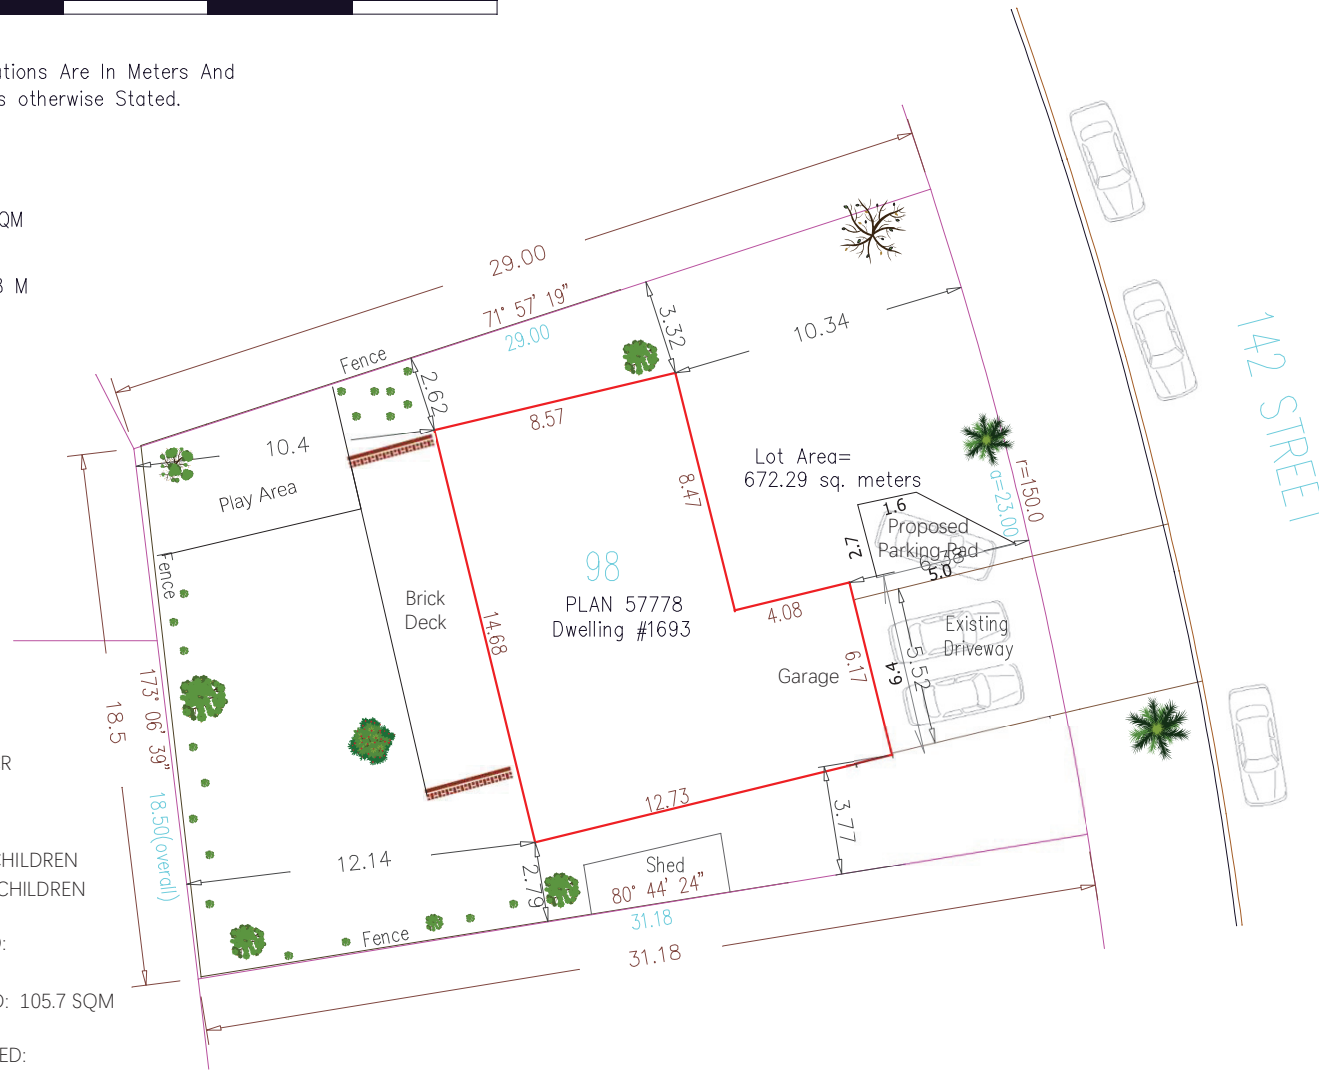 ations Are In Meters And
s otherwise Stated.
QM
3 M
R
CHILDREN
CHILDREN
:
D: 105.7 SQM
ED:
29.00
71° 57' 19"
29.00
Fence
2.62
3.32
10.34
8.57
10.4
Play Area
Fence
Lot Area=
672.29 sq. meters
8.47
r=150.0
a=23.00
142 STREET
1.6
2.7
Proposed
Parking Pad
5.0
98
PLAN 57778
Dwelling #1693
Brick
Deck
14.68
4.08
Existing
Driveway
Garage
6.17
6.4
5.52
18.5
173° 06' 39"
18.50(overall)
12.73
3.77
12.14
2.79
Shed
80° 44' 24"
31.18
Fence
31.18